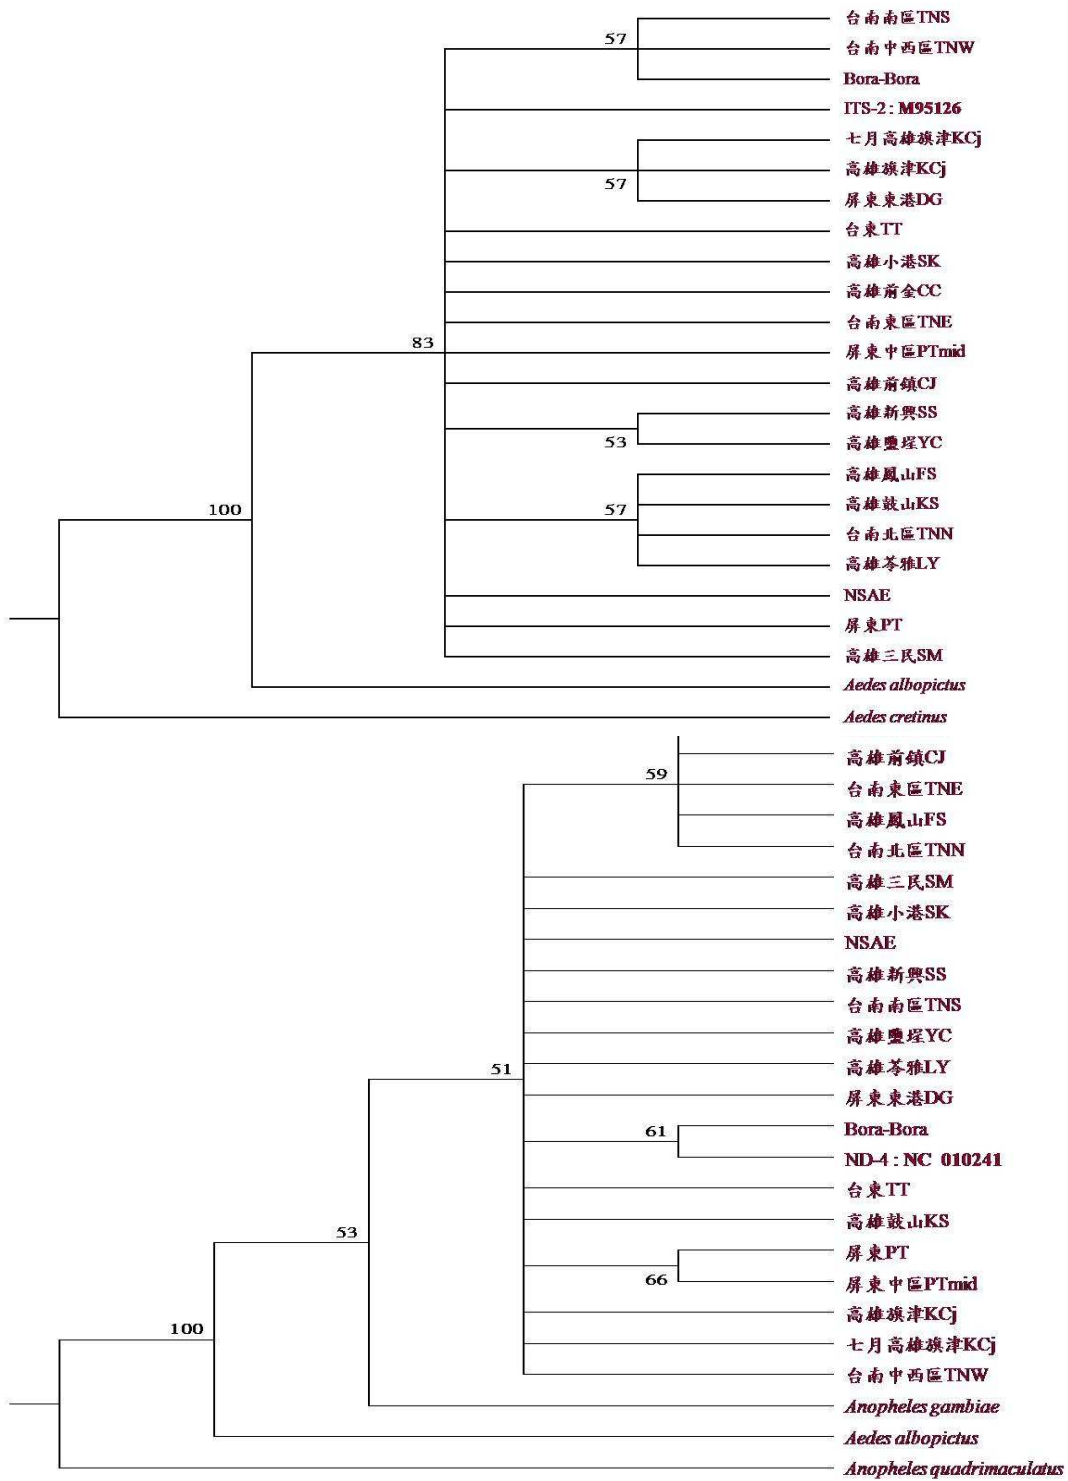 台南南區TNS
57
台南中西區TNW
Bora-Bora
ITS-2 : M95126
七月高雄旗津KCj
高雄旗津KCj
57
屏東東港DG
台東TT
高雄小港SK
高雄前金CC
台南東區TNE
83
屏東中區PTmid
高雄前鎮CJ
高雄新興SS
53
高雄鹽埕YC
高雄鳳山FS
100
57
高雄鼓山KS
台南北區TNN
高雄苓雅LY
NSAE
屏東PT
高雄三民SM
Aedes albopictus
Aedes cretinus
高雄前鎮CJ
59
台南東區TNE
高雄鳳山FS
台南北區TNN
高雄三民SM
高雄小港SK
NSAE
高雄新興SS
台南南區TNS
高雄鹽埕YC
51
高雄苓雅LY
屏東東港DG
61
Bora-Bora
ND-4 : NC 010241
台東TT
高雄鼓山KS
53
屏東PT
66
屏東中區PTmid
高雄旗津KCj
100
七月高雄旗津KCj
台南中西區TNW
Anopheles gambiae
Aedes albopictus
Anopheles quadrimaculatus